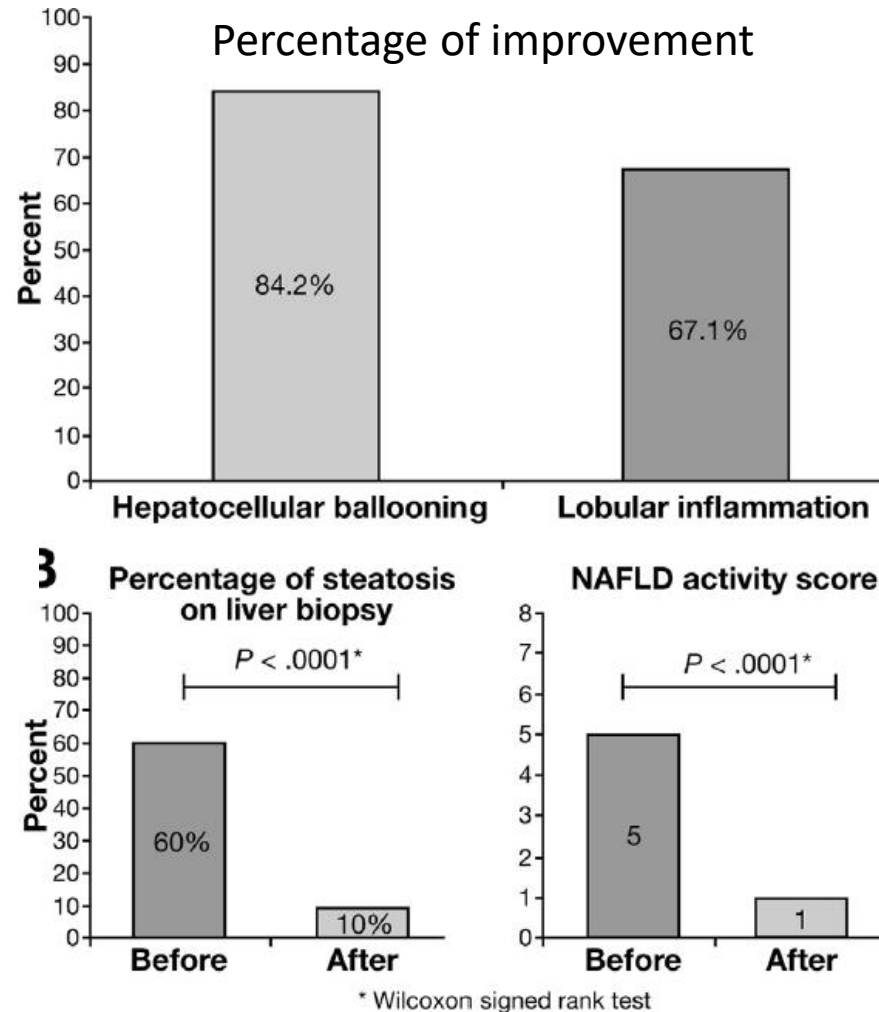 Percentage of improvement
Percent
100
90
80
70
60
50
40
30
20
10
0
84.2%
67.1%
Hepatocellular ballooning
Lobular inflammation
B
Percentage of steatosis
on liver biopsy
Percent
100
90
80
70
60
50
40
30
20
10
0
P < .0001*
60%
10%
Before
After
NAFLD activity score
8
7
6
5
4
3
2
1
0
P < .0001*
5
1
Before
After
* Wilcoxon signed rank test